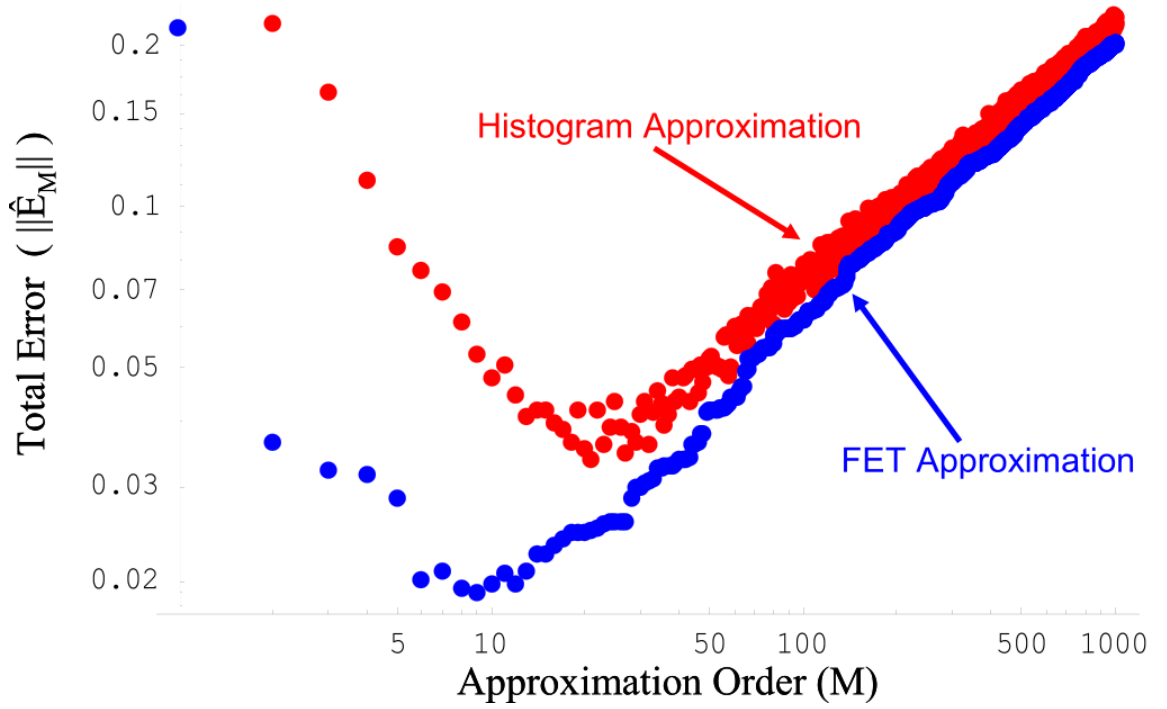 0.2
0.15
0.1
0.07
0.05
0.03
0.02
Total Error ( ||Ê_M|| )
Histogram Approximation
FET Approximation
5 10 50 100 500 1000
Approximation Order (M)